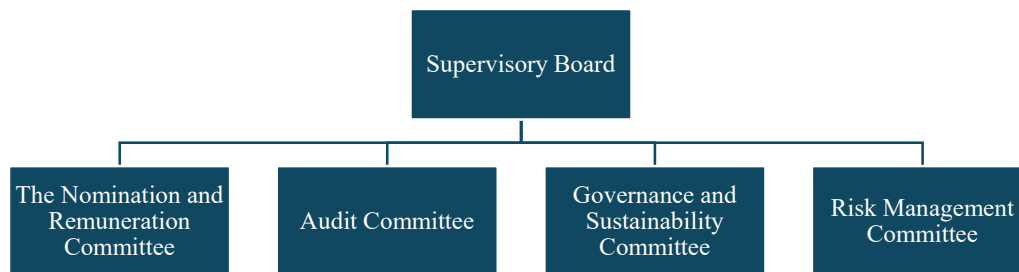 Supervisory Board
The Nomination and
Remuneration
Committee
Audit Committee
Governance and
Sustainability
Committee
Risk Management
Committee